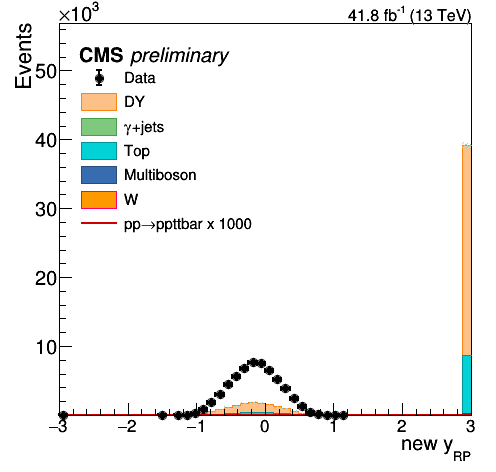 ×10³
41.8 fb⁻¹ (13 TeV)
Events
CMS preliminary
Data
DY
γ+jets
Top
Multiboson
W
pp→ppttbar x 1000
50
40
30
20
10
−3 −2 −1 0 1 2 3
new y_RP